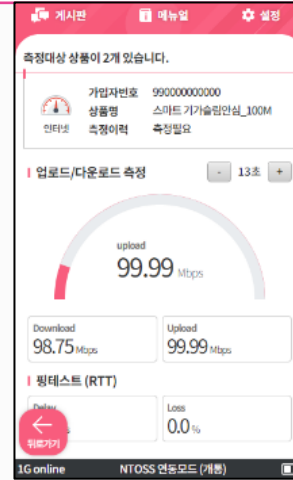 게시판 메뉴얼 설정
측정대상 상품이 2개 있습니다.
가입자번호 990000000000
상품명 스마트 기가슬림안심_100M
인터넷 측정이력 측정필요
업로드/다운로드 측정 - 13초 +
upload
99.99 Mbps
Download Upload
98.75 Mbps 99.99 Mbps
핑테스트 (RTT)
Delay Loss
0.0 %
뒤로가기
1G online NTOSS 연동모드 (개통)